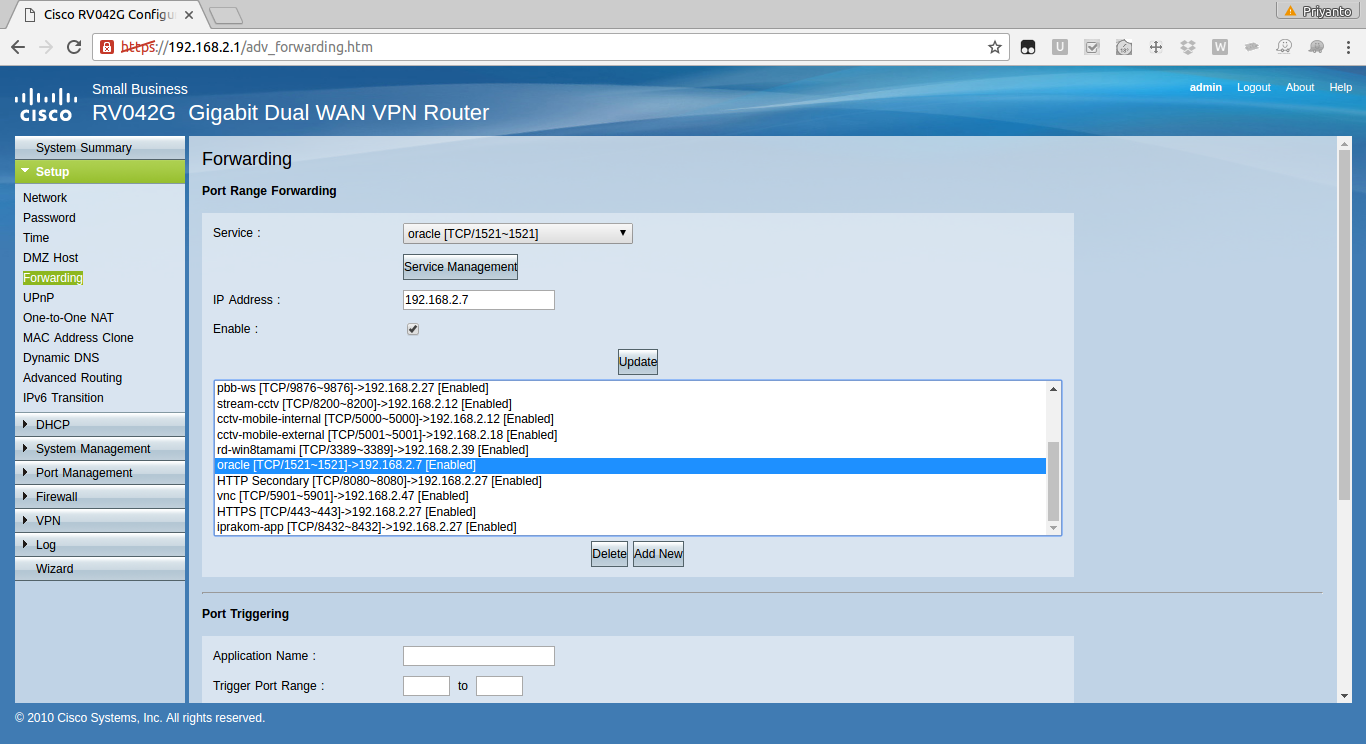 Cisco RV042G Configu
Priyanto
https://192.168.2.1/adv_forwarding.htm
U
W
Small Business
CISCO
RV042G Gigabit Dual WAN VPN Router
admin Logout About Help
System Summary
Setup
Network
Password
Time
DMZ Host
Forwarding
UPnP
One-to-One NAT
MAC Address Clone
Dynamic DNS
Advanced Routing
IPv6 Transition
DHCP
System Management
Port Management
Firewall
VPN
Log
Wizard
Forwarding
Port Range Forwarding
Service : oracle [TCP/1521~1521]
Service Management
IP Address : 192.168.2.7
Enable :
Update
pbb-ws [TCP/9876~9876]->192.168.2.27 [Enabled]
stream-cctv [TCP/8200~8200]->192.168.2.12 [Enabled]
cctv-mobile-internal [TCP/5000~5000]->192.168.2.12 [Enabled]
cctv-mobile-external [TCP/5001~5001]->192.168.2.18 [Enabled]
rd-win8tamami [TCP/3389~3389]->192.168.2.39 [Enabled]
oracle [TCP/1521~1521]->192.168.2.7 [Enabled]
HTTP Secondary [TCP/8080~8080]->192.168.2.27 [Enabled]
vnc [TCP/5901~5901]->192.168.2.47 [Enabled]
HTTPS [TCP/443~443]->192.168.2.27 [Enabled]
iprakom-app [TCP/8432~8432]->192.168.2.27 [Enabled]
Delete Add New
Port Triggering
Application Name :
Trigger Port Range : to
© 2010 Cisco Systems, Inc. All rights reserved.